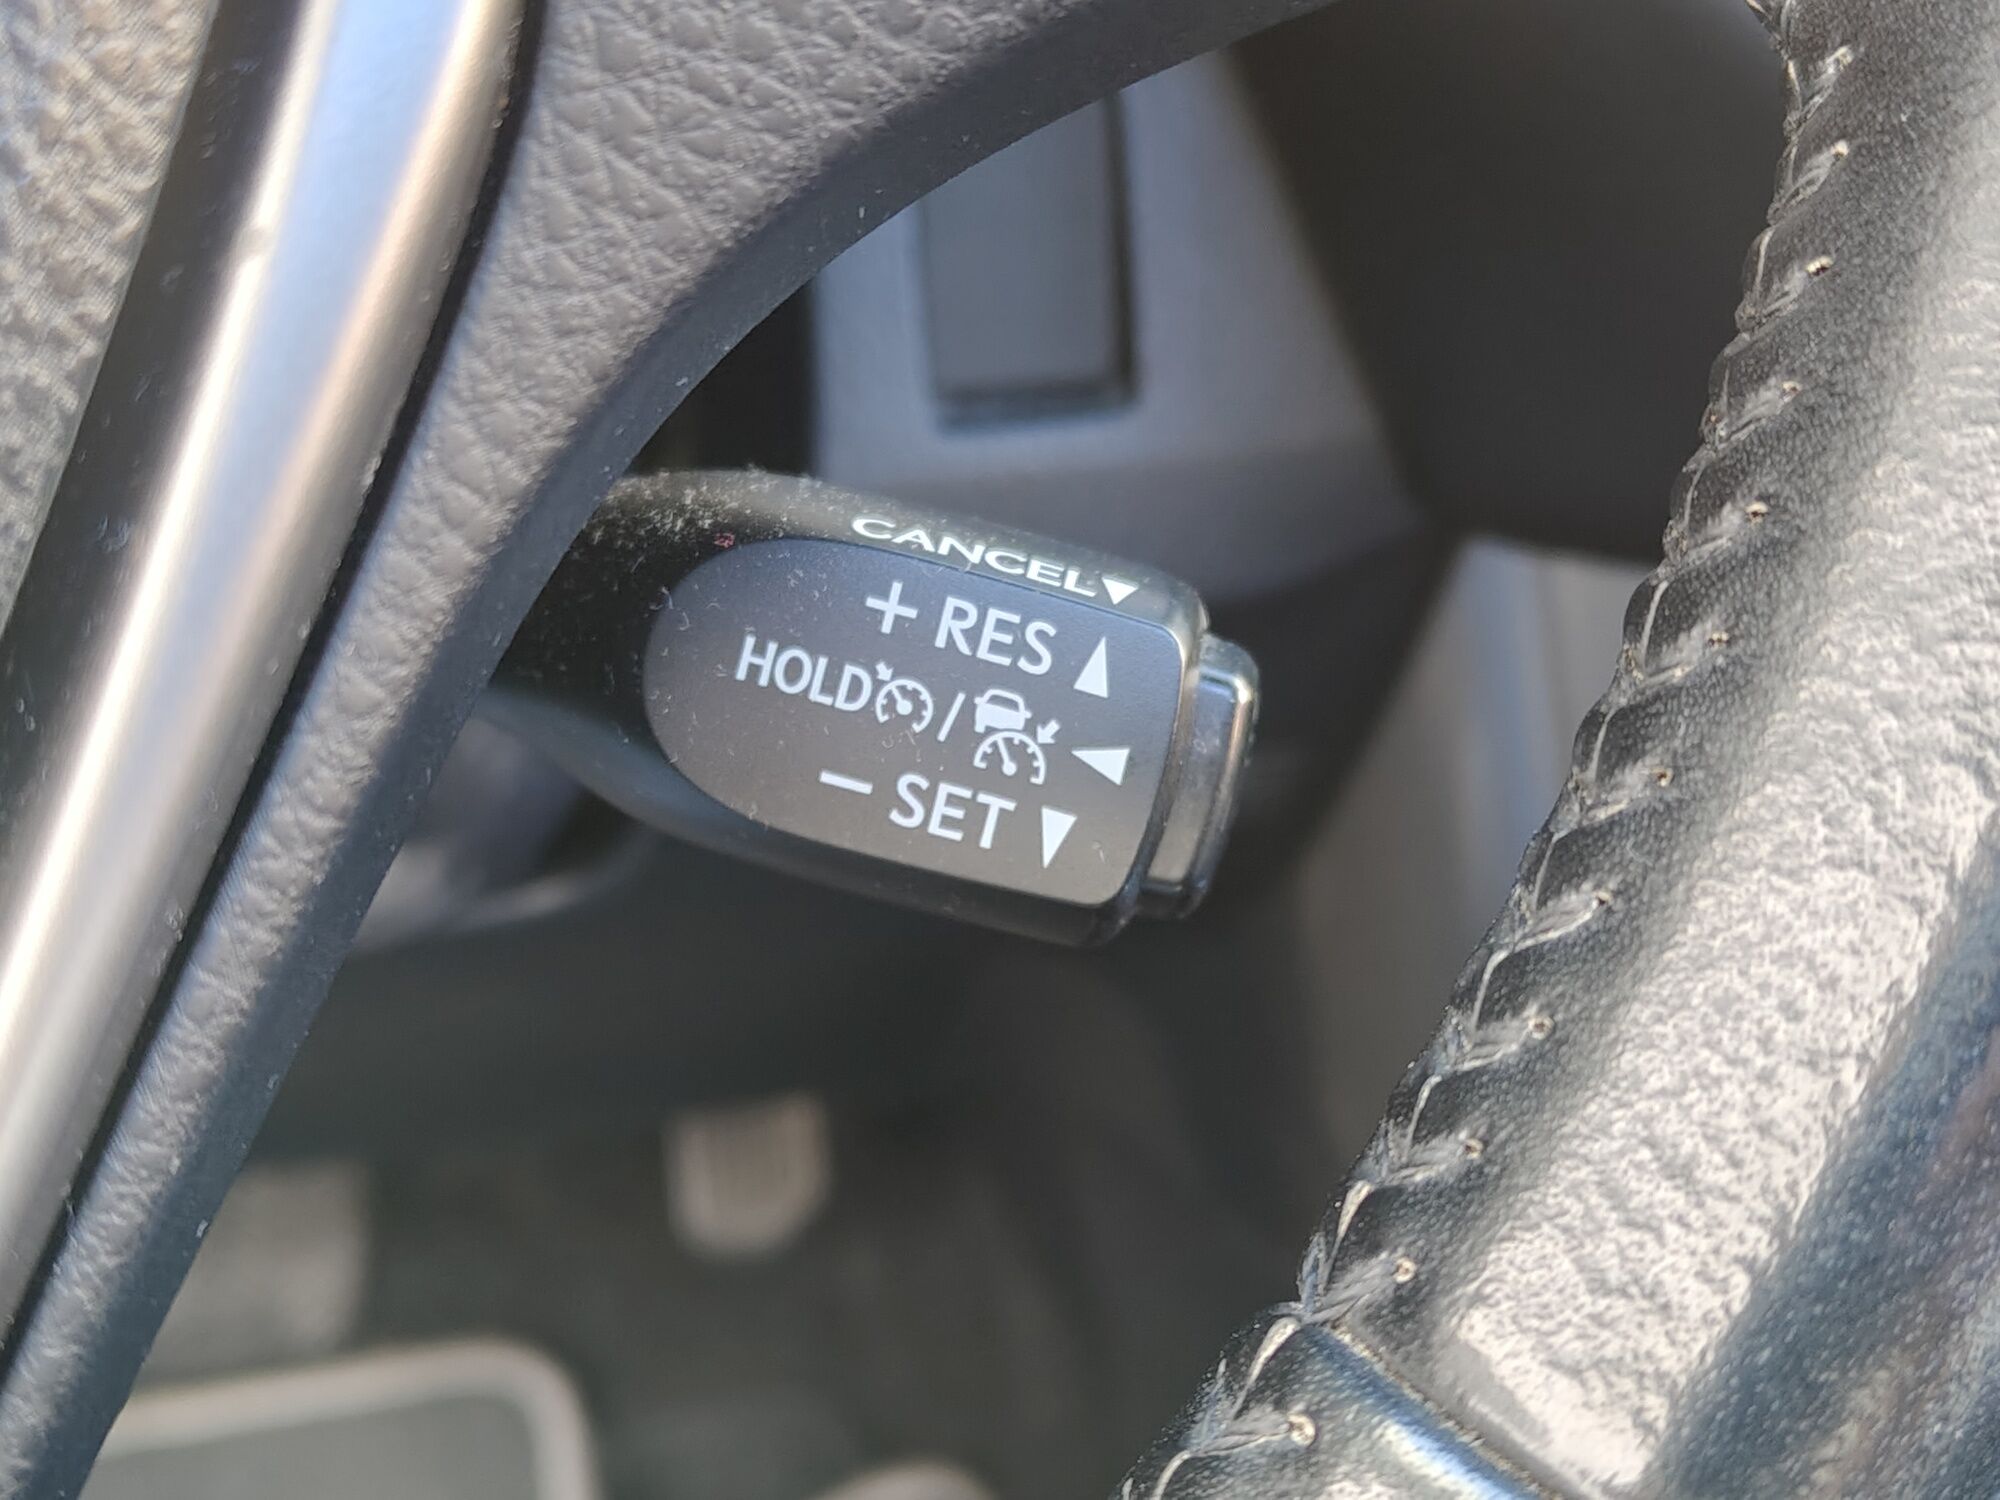 CANCEL▼
+ RES ▲
HOLD / ◀
− SET ▼